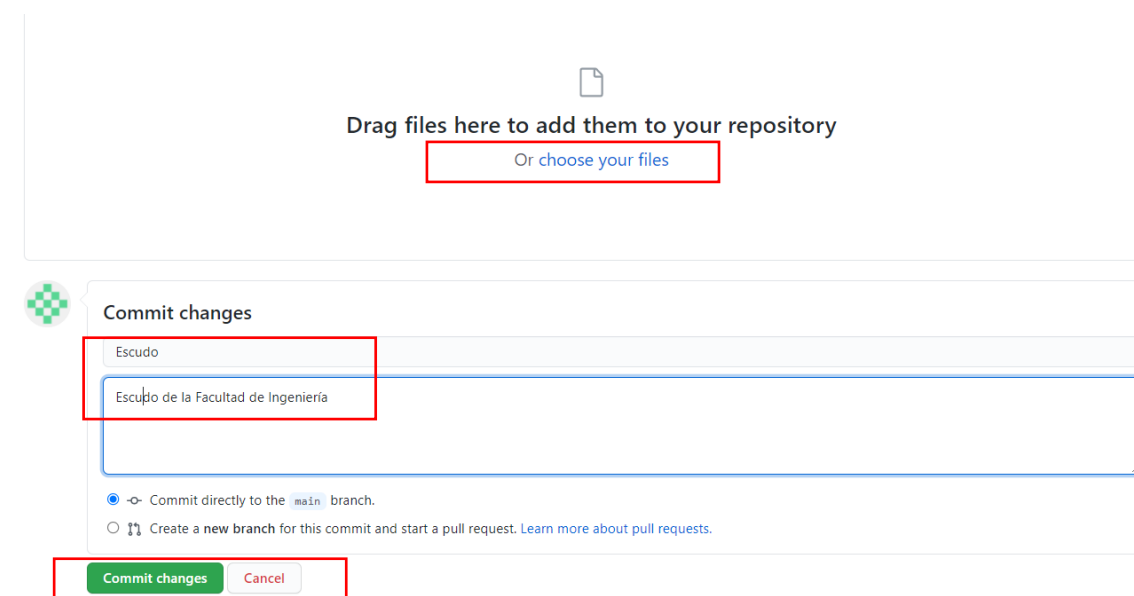 Drag files here to add them to your repository
Or choose your files
Commit changes
Escudo
Escudo de la Facultad de Ingeniería
Commit directly to the main branch.
Create a new branch for this commit and start a pull request. Learn more about pull requests.
Commit changes Cancel